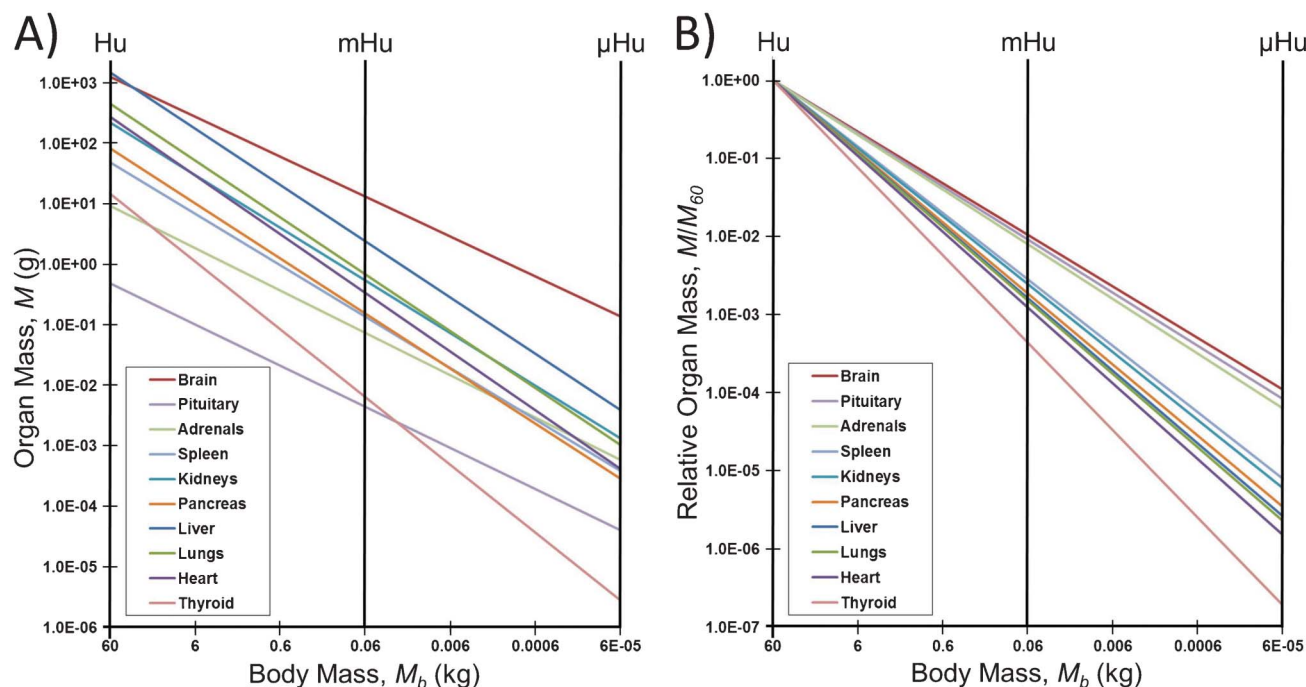 A)
Hu
mHu
µHu
1.0E+03
1.0E+02
1.0E+01
1.0E+00
1.0E-01
1.0E-02
1.0E-03
1.0E-04
1.0E-05
1.0E-06
Organ Mass, M (g)
Brain
Pituitary
Adrenals
Spleen
Kidneys
Pancreas
Liver
Lungs
Heart
Thyroid
60 6 0.6 0.06 0.006 0.0006 6E-05
Body Mass, Mb (kg)
B)
Hu
mHu
µHu
1.0E+00
1.0E-01
1.0E-02
1.0E-03
1.0E-04
1.0E-05
1.0E-06
1.0E-07
Relative Organ Mass, M/M60
Brain
Pituitary
Adrenals
Spleen
Kidneys
Pancreas
Liver
Lungs
Heart
Thyroid
60 6 0.6 0.06 0.006 0.0006 6E-05
Body Mass, Mb (kg)